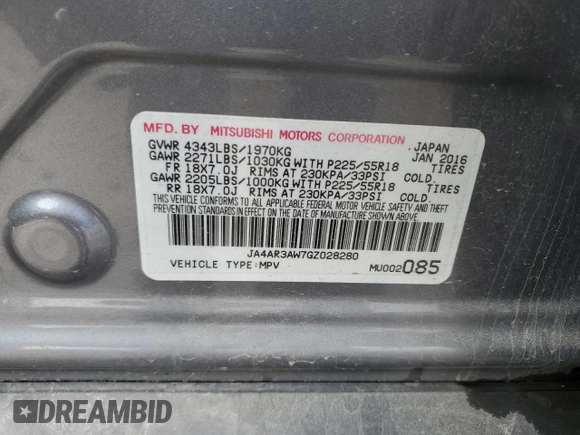 MFD. BY MITSUBISHI MOTORS CORPORATION .JAPAN
GVWR 4343LBS/1970KG JAN 2016
GAWR 2271LBS/1030KG WITH P225/55R18 TIRES
FR 18X7.0J RIMS AT 230KPA/33PSI COLD.
GAWR 2205LBS/1000KG WITH P225/55R18 TIRES
RR 18X7.0J RIMS AT 230KPA/33PSI COLD.
THIS VEHICLE CONFORMS TO ALL APPLICABLE FEDERAL MOTOR VEHICLE SAFETY AND THEFT
PREVENTION STANDARDS IN EFFECT ON THE DATE OF MANUFACTURE SHOWN ABOVE.
JA4AR3AW7GZ028280
VEHICLE TYPE:MPV MU002 085
DREAMBID